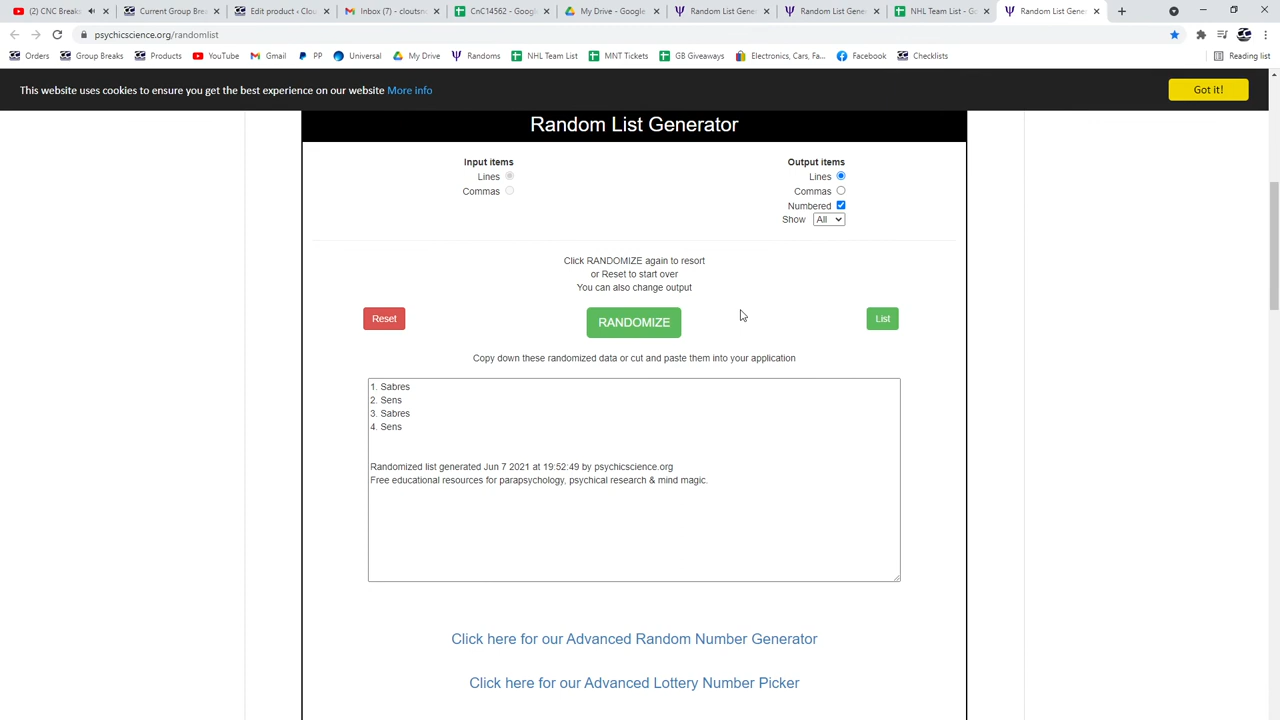 (2) CNC Breaks
Current Group Bre
Edit product - Clou
Inbox (7) - cloutsn
CnC14562 - Google
My Drive - Google
Random List Gene
Random List Gene
NHL Team List - Go
Random List Gene
psychicscience.org/randomlist
Orders
Group Breaks
Products
YouTube
Gmail
PP
Universal
My Drive
Randoms
NHL Team List
MNT Tickets
GB Giveaways
Electronics, Cars, Fa...
Facebook
Checklists
Reading list
This website uses cookies to ensure you get the best experience on our website More info
Got it!
Random List Generator
Input items
Lines
Commas
Output items
Lines
Commas
Numbered
Show All
Click RANDOMIZE again to resort
or Reset to start over
You can also change output
Reset
RANDOMIZE
List
Copy down these randomized data or cut and paste them into your application
1. Sabres
2. Sens
3. Sabres
4. Sens
Randomized list generated Jun 7 2021 at 19:52:49 by psychicscience.org
Free educational resources for parapsychology, psychical research & mind magic.
Click here for our Advanced Random Number Generator
Click here for our Advanced Lottery Number Picker